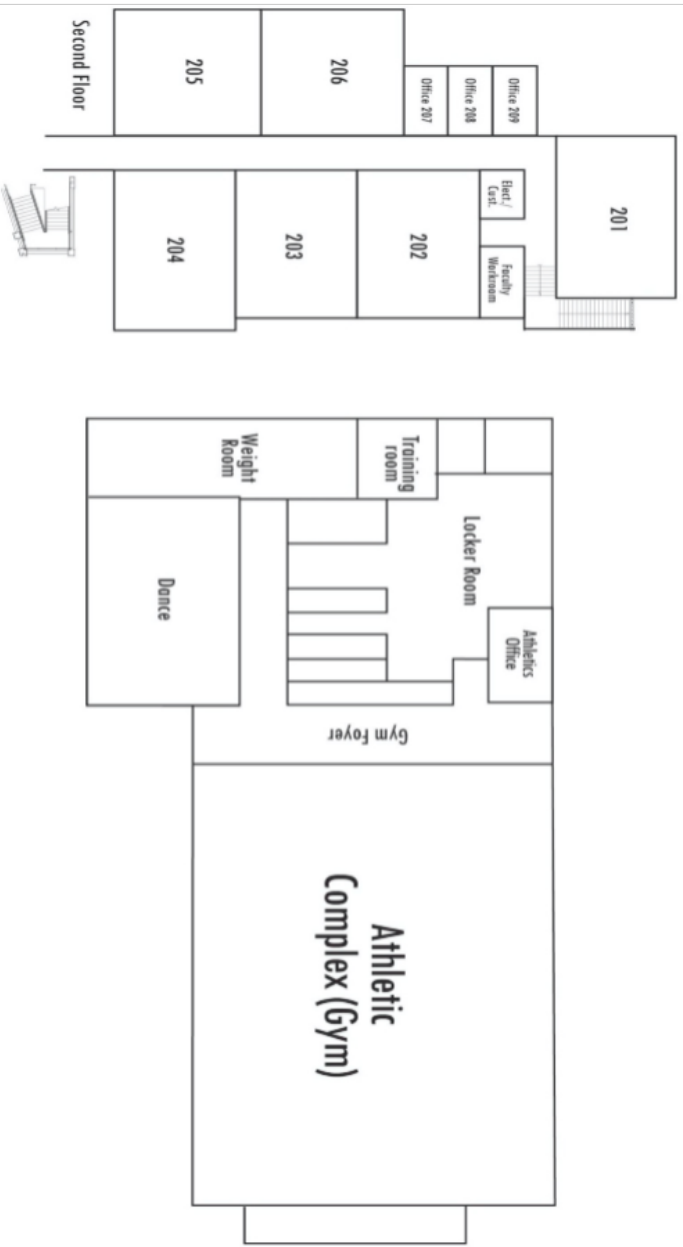 Second Floor
205
206
Office 207
Office 208
Office 209
201
204
203
202
Elect./
Cust.
Faculty
Workroom
Weight
Room
Training
room
Locker Room
Dance
Athletics
Office
Gym Foyer
Athletic
Complex (Gym)